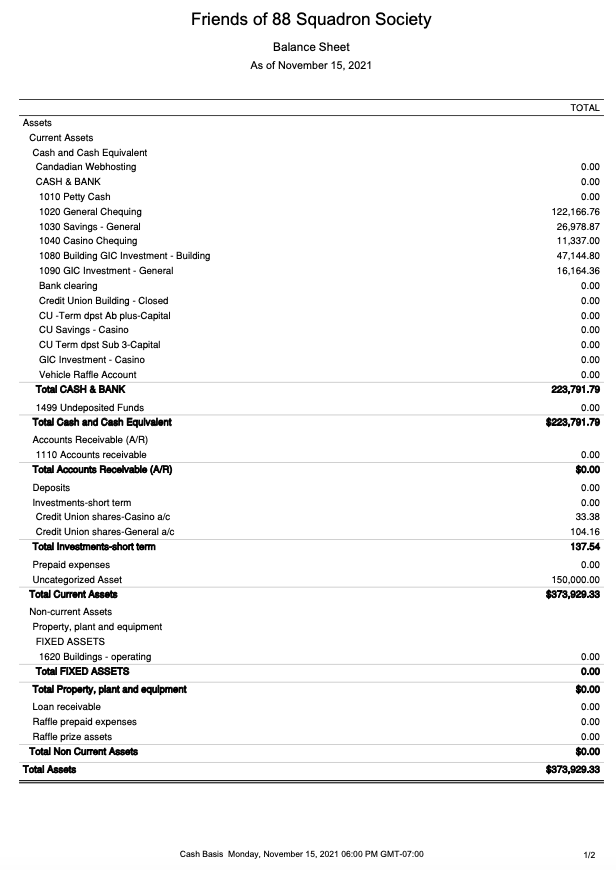 Friends of 88 Squadron Society
Balance Sheet
As of November 15, 2021
TOTAL
Assets
Current Assets
Cash and Cash Equivalent
Candadian Webhosting 0.00
CASH & BANK 0.00
1010 Petty Cash 0.00
1020 General Chequing 122,166.76
1030 Savings - General 26,978.87
1040 Casino Chequing 11,337.00
1080 Building GIC Investment - Building 47,144.80
1090 GIC Investment - General 16,164.36
Bank clearing 0.00
Credit Union Building - Closed 0.00
CU -Term dpst Ab plus-Capital 0.00
CU Savings - Casino 0.00
CU Term dpst Sub 3-Capital 0.00
GIC Investment - Casino 0.00
Vehicle Raffle Account 0.00
Total CASH & BANK 223,791.79
1499 Undeposited Funds 0.00
Total Cash and Cash Equivalent $223,791.79
Accounts Receivable (A/R)
1110 Accounts receivable 0.00
Total Accounts Receivable (A/R) $0.00
Deposits 0.00
Investments-short term 0.00
Credit Union shares-Casino a/c 33.38
Credit Union shares-General a/c 104.16
Total Investments-short term 137.54
Prepaid expenses 0.00
Uncategorized Asset 150,000.00
Total Current Assets $373,929.33
Non-current Assets
Property, plant and equipment
FIXED ASSETS
1620 Buildings - operating 0.00
Total FIXED ASSETS 0.00
Total Property, plant and equipment $0.00
Loan receivable 0.00
Raffle prepaid expenses 0.00
Raffle prize assets 0.00
Total Non Current Assets $0.00
Total Assets $373,929.33
Cash Basis Monday, November 15, 2021 06:00 PM GMT-07:00 1/2